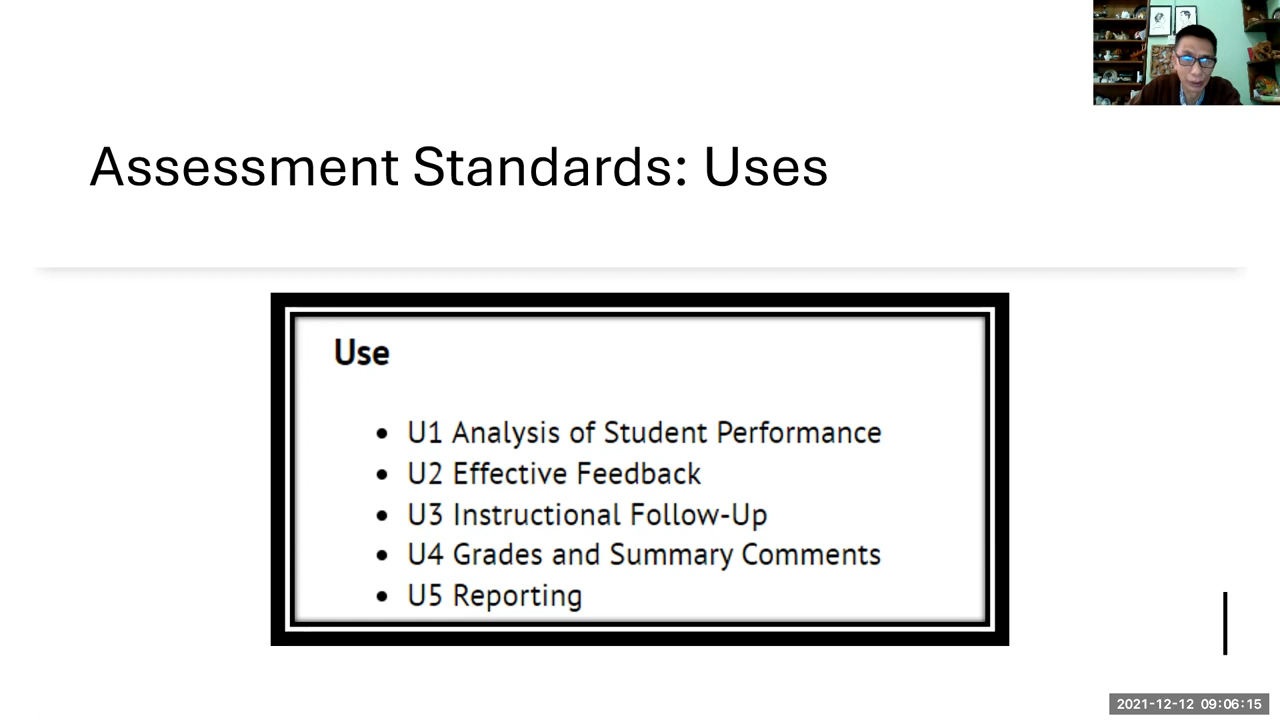 Assessment Standards: Uses
Use
• U1 Analysis of Student Performance
• U2 Effective Feedback
• U3 Instructional Follow-Up
• U4 Grades and Summary Comments
• U5 Reporting
2021-12-12 09:06:15